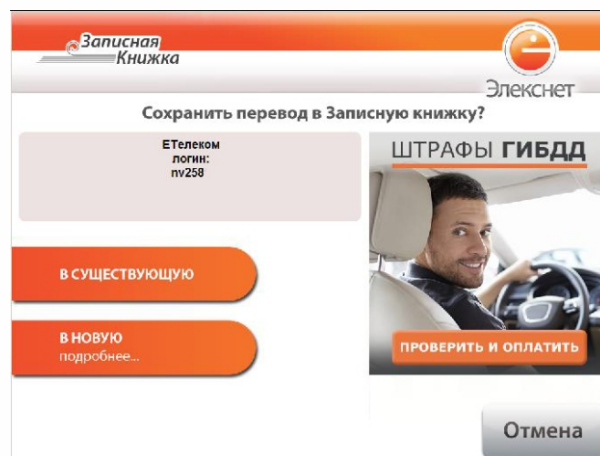 Записная
Книжка
Элекснет
Сохранить перевод в Записную книжку?
ЕТелеком
логин:
nv258
ШТРАФЫ ГИБДД
В СУЩЕСТВУЮЩУЮ
В НОВУЮ
подробнее...
ПРОВЕРИТЬ И ОПЛАТИТЬ
Отмена